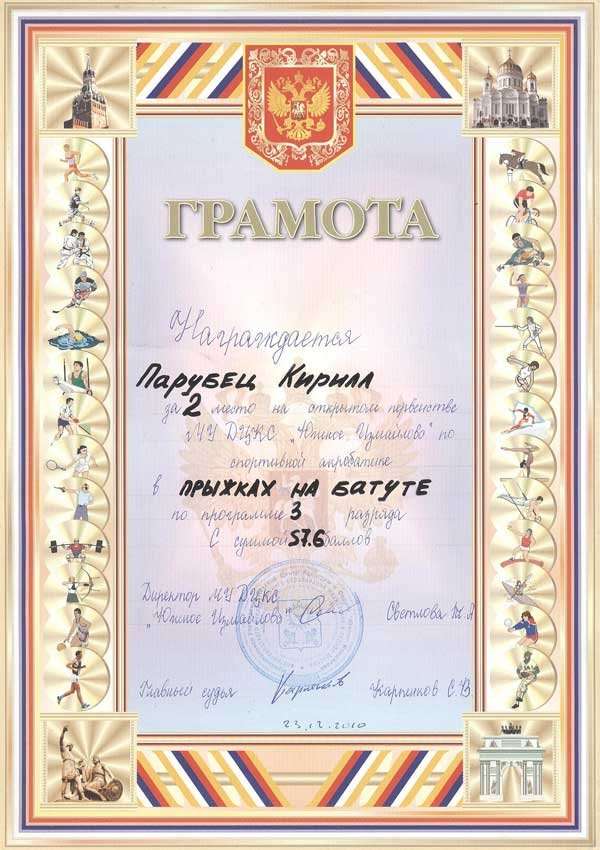 ГРАМОТА
Награждается
Парубец Кирилл
за 2 место на открытом первенстве
МУ ДЦКС "Южное Измайлово" по
спортивной акробатике
в ПРЫЖКАХ НА БАТУТЕ
по программе 3 разряда
С суммой 57.6 баллов
Директор МУ ДЦКС
"Южное Измайлово" Светлова М.А
Главный судья Карпиков С.В.
23.12.2010